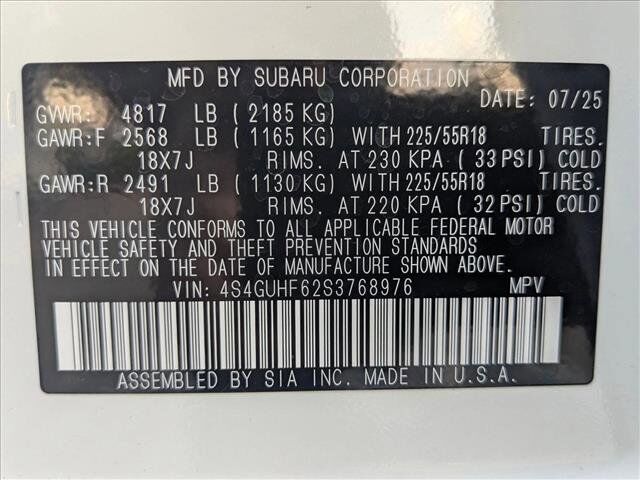 MFD BY SUBARU CORPORATION
DATE: 07/25
GVWR: 4817 LB ( 2185 KG)
GAWR:F 2568 LB ( 1165 KG) WITH 225/55R18 TIRES.
18X7J RIMS. AT 230 KPA ( 33 PSI) COLD
GAWR:R 2491 LB ( 1130 KG) WITH 225/55R18 TIRES.
18X7J RIMS. AT 220 KPA ( 32 PSI) COLD
THIS VEHICLE CONFORMS TO ALL APPLICABLE FEDERAL MOTOR
VEHICLE SAFETY AND THEFT PREVENTION STANDARDS
IN EFFECT ON THE DATE OF MANUFACTURE SHOWN ABOVE.
VIN: 4S4GUHF62S3768976 MPV
ASSEMBLED BY SIA INC. MADE IN U.S.A.